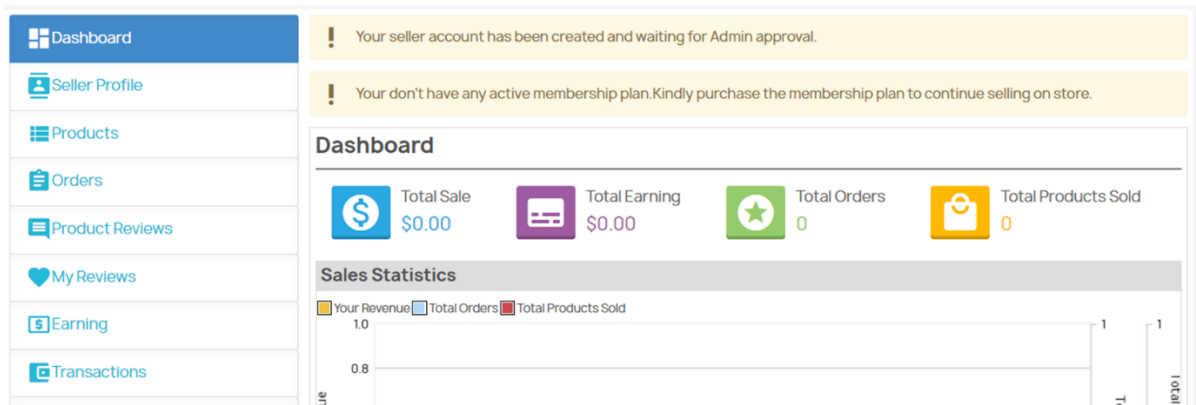 Dashboard
Seller Profile
Products
Orders
Product Reviews
My Reviews
Earning
Transactions
Your seller account has been created and waiting for Admin approval.
Your don't have any active membership plan.Kindly purchase the membership plan to continue selling on store.
Dashboard
Total Sale
$0.00
Total Earning
$0.00
Total Orders
0
Total Products Sold
0
Sales Statistics
Your Revenue Total Orders Total Products Sold
1.0
0.8
1
1
Total